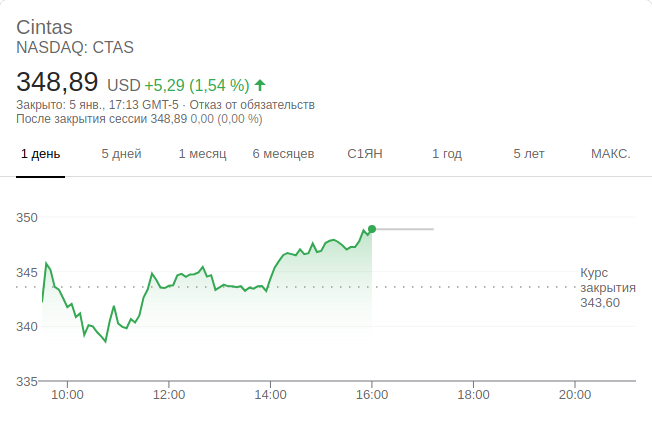 Cintas
NASDAQ: CTAS
348,89 USD +5,29 (1,54 %) ↑
Закрыто: 5 янв., 17:13 GMT-5 · Отказ от обязательств
После закрытия сессии 348,89 0,00 (0,00 %)
1 день 5 дней 1 месяц 6 месяцев С1ЯН 1 год 5 лет МАКС.
350
345
Курс
закрытия
343,60
340
335
10:00 12:00 14:00 16:00 18:00 20:00